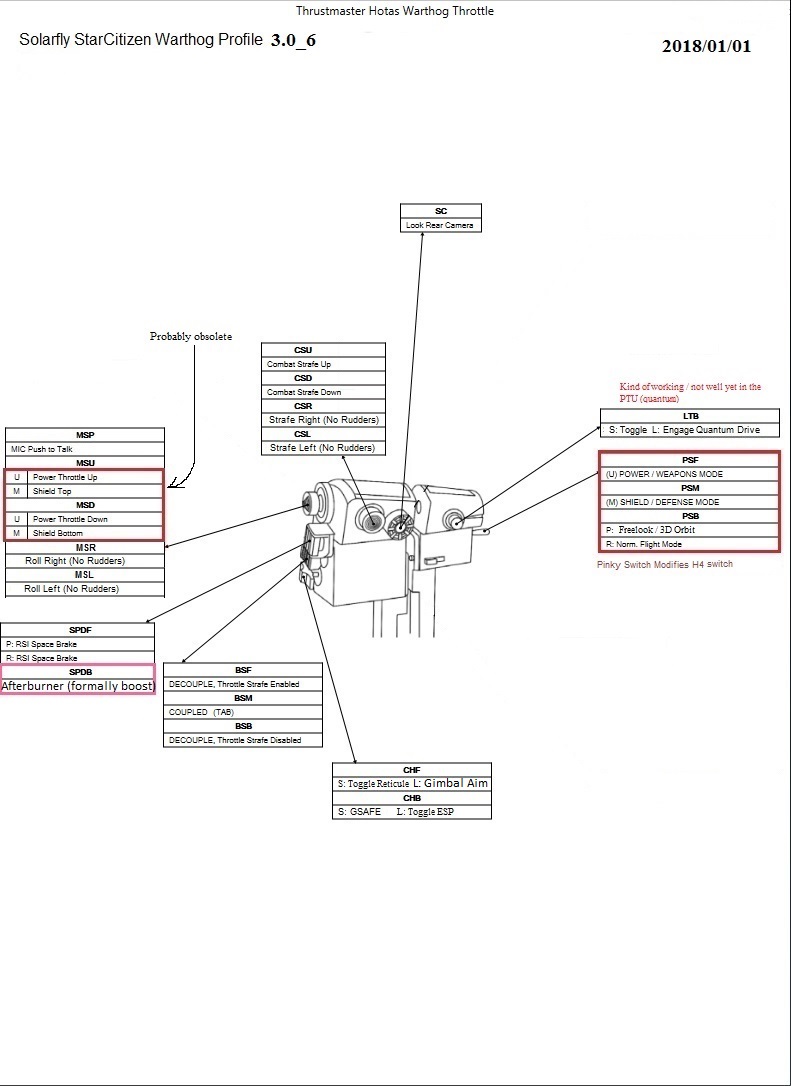 Thrustmaster Hotas Warthog Throttle
Solarfly StarCitizen Warthog Profile 3.0_6
2018/01/01
SC
Look Rear Camera
Probably obsolete
CSU
Combat Strafe Up
CSD
Combat Strafe Down
CSR
Strafe Right (No Rudders)
CSL
Strafe Left (No Rudders)
Kind of working / not well yet in the
PTU (quantum)
LTB
S: Toggle L: Engage Quantum Drive
MSP
MIC Push to Talk
MSU
U Power Throttle Up
M Shield Top
MSD
U Power Throttle Down
M Shield Bottom
MSR
Roll Right (No Rudders)
MSL
Roll Left (No Rudders)
PSF
(U) POWER / WEAPONS MODE
PSM
(M) SHIELD / DEFENSE MODE
PSB
P: Freelook / 3D Orbit
R: Norm. Flight Mode
Pinky Switch Modifies H4 switch
SPDF
P: RSI Space Brake
R: RSI Space Brake
SPDB
Afterburner (formally boost)
BSF
DECOUPLE, Throttle Strafe Enabled
BSM
COUPLED (TAB)
BSB
DECOUPLE, Throttle Strafe Disabled
CHF
S: Toggle Reticule L: Gimbal Aim
CHB
S: GSAFE L: Toggle ESP